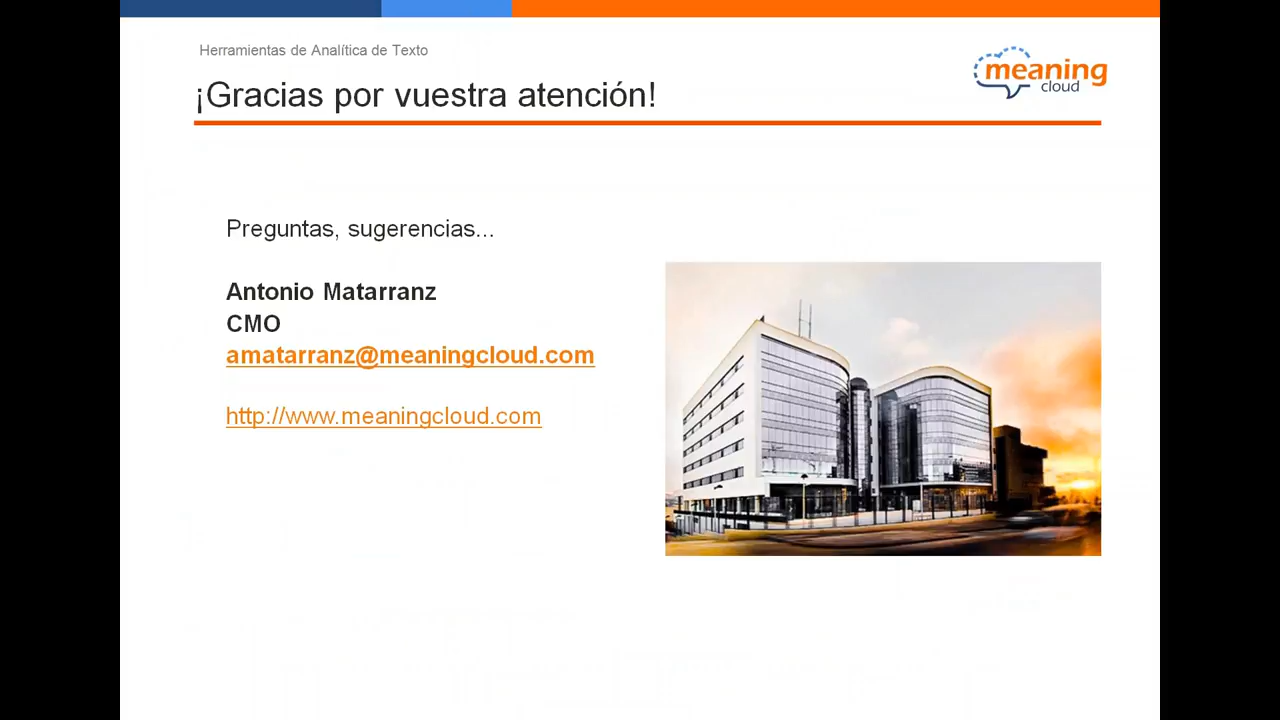 Herramientas de Analítica de Texto
¡Gracias por vuestra atención!
meaning
cloud
Preguntas, sugerencias...
Antonio Matarranz
CMO
amatarranz@meaningcloud.com
http://www.meaningcloud.com